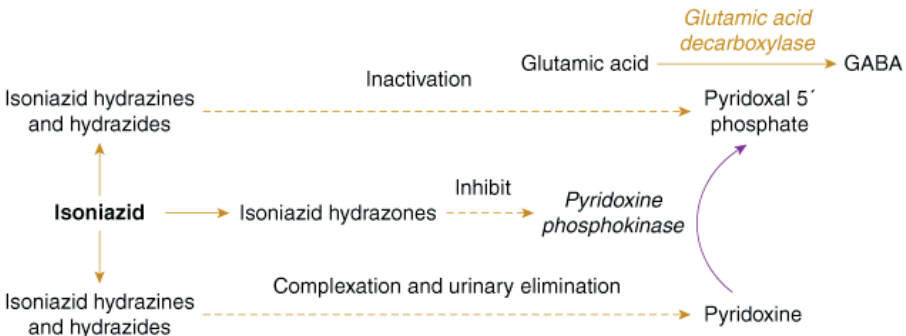 Glutamic acid
decarboxylase
Glutamic acid
GABA
Inactivation
Isoniazid hydrazines
and hydrazides
Pyridoxal 5´
phosphate
Isoniazid
Isoniazid hydrazones
Inhibit
Pyridoxine
phosphokinase
Complexation and urinary elimination
Isoniazid hydrazines
and hydrazides
Pyridoxine